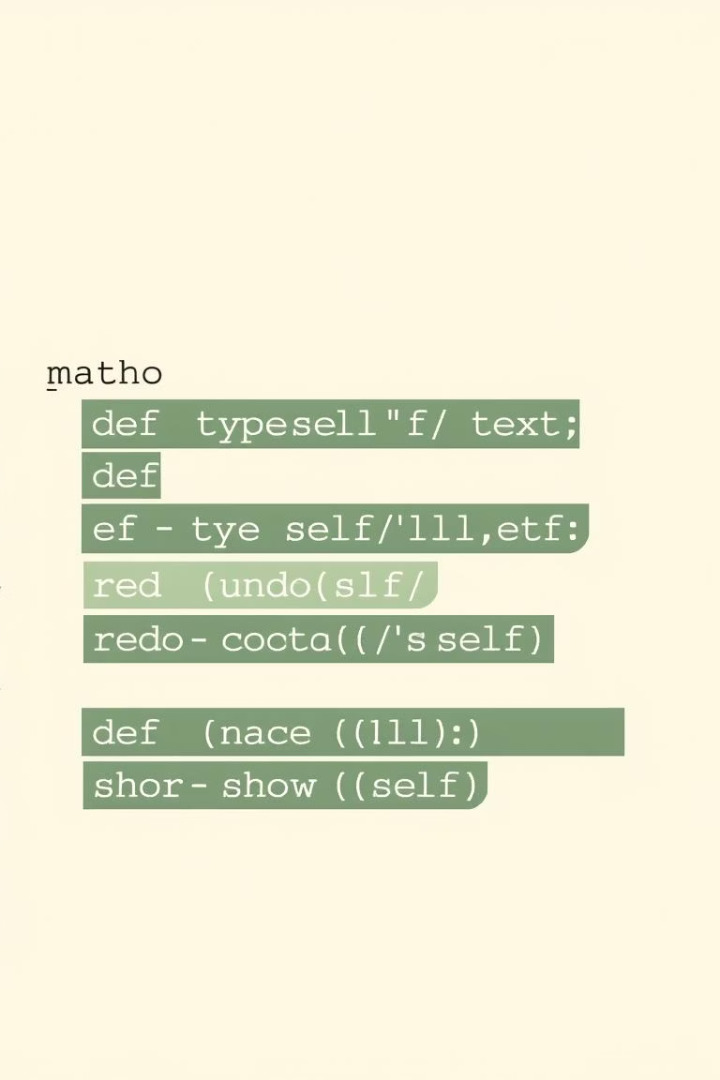 matho
def typesell"f/ text;
def
ef - tye self/'lll,etf:
red (undo(slf/
redo- coota((/'s self)
def (nace ((lll):)
shor- show ((self)